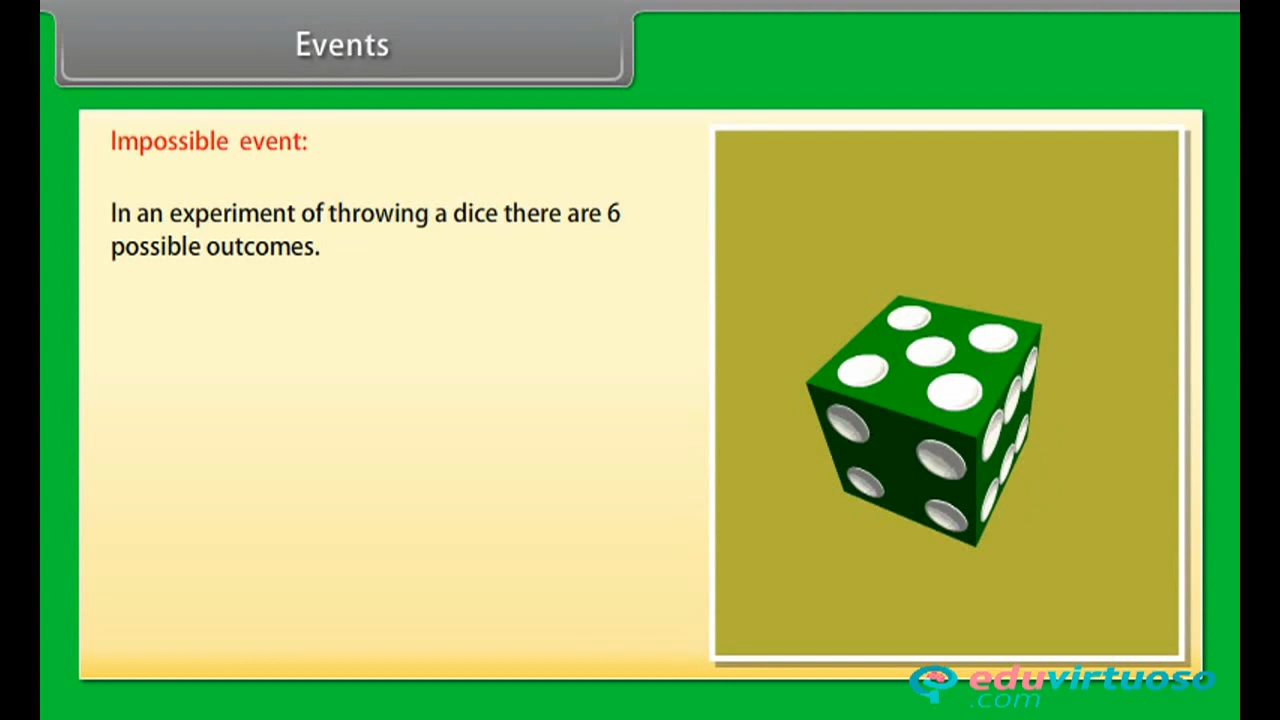 Events
Impossible event:
In an experiment of throwing a dice there are 6
possible outcomes.
eduvirtuoso
.com